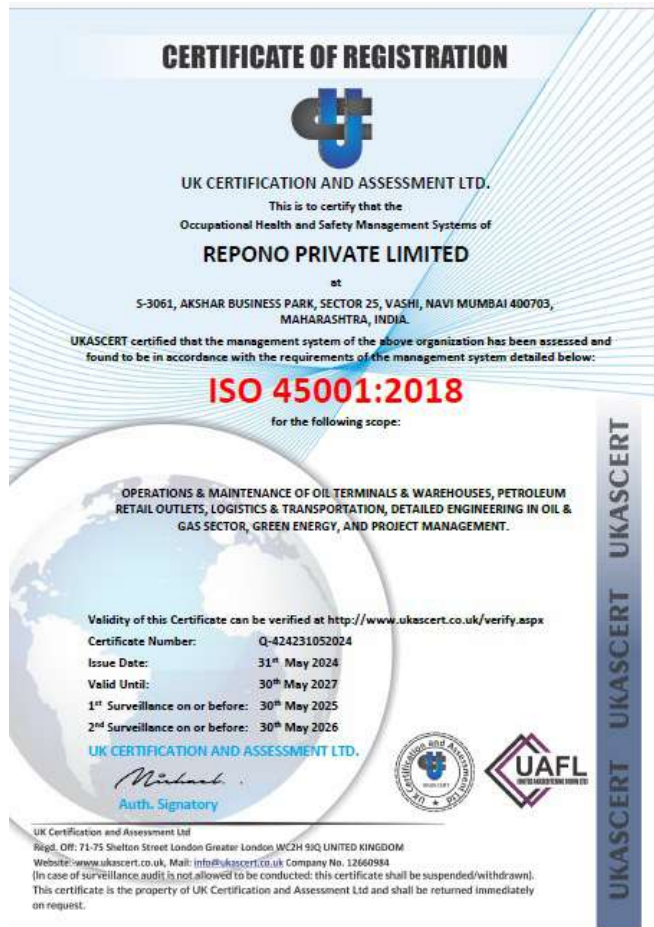 CERTIFICATE OF REGISTRATION
UK CERTIFICATION AND ASSESSMENT LTD.
This is to certify that the
Occupational Health and Safety Management Systems of
REPONO PRIVATE LIMITED
at
S-3061, AKSHAR BUSINESS PARK, SECTOR 25, VASHI, NAVI MUMBAI 400703,
MAHARASHTRA, INDIA.
UKASCERT certified that the management system of the above organization has been assessed and
found to be in accordance with the requirements of the management system detailed below:
ISO 45001:2018
for the following scope:
OPERATIONS & MAINTENANCE OF OIL TERMINALS & WAREHOUSES, PETROLEUM
RETAIL OUTLETS, LOGISTICS & TRANSPORTATION, DETAILED ENGINEERING IN OIL &
GAS SECTOR, GREEN ENERGY, AND PROJECT MANAGEMENT.
Validity of this Certificate can be verified at http://www.ukascert.co.uk/verify.aspx
Certificate Number: Q-424231052024
Issue Date: 31st May 2024
Valid Until: 30th May 2027
1st Surveillance on or before: 30th May 2025
2nd Surveillance on or before: 30th May 2026
UK CERTIFICATION AND ASSESSMENT LTD.
Michael.
Auth. Signatory
UK Certification and Assessment Ltd
UAFL
UKASCERT UKASCERT UKASCERT
UK Certification and Assessment Ltd
Regd. Off: 71-75 Shelton Street London Greater London WC2H 9JQ UNITED KINGDOM
Website:-www.ukascert.co.uk, Mail: info@ukascert.co.uk Company No. 12660984
(In case of surveillance audit is not allowed to be conducted: this certificate shall be suspended/withdrawn).
This certificate is the property of UK Certification and Assessment Ltd and shall be returned immediately
on request.